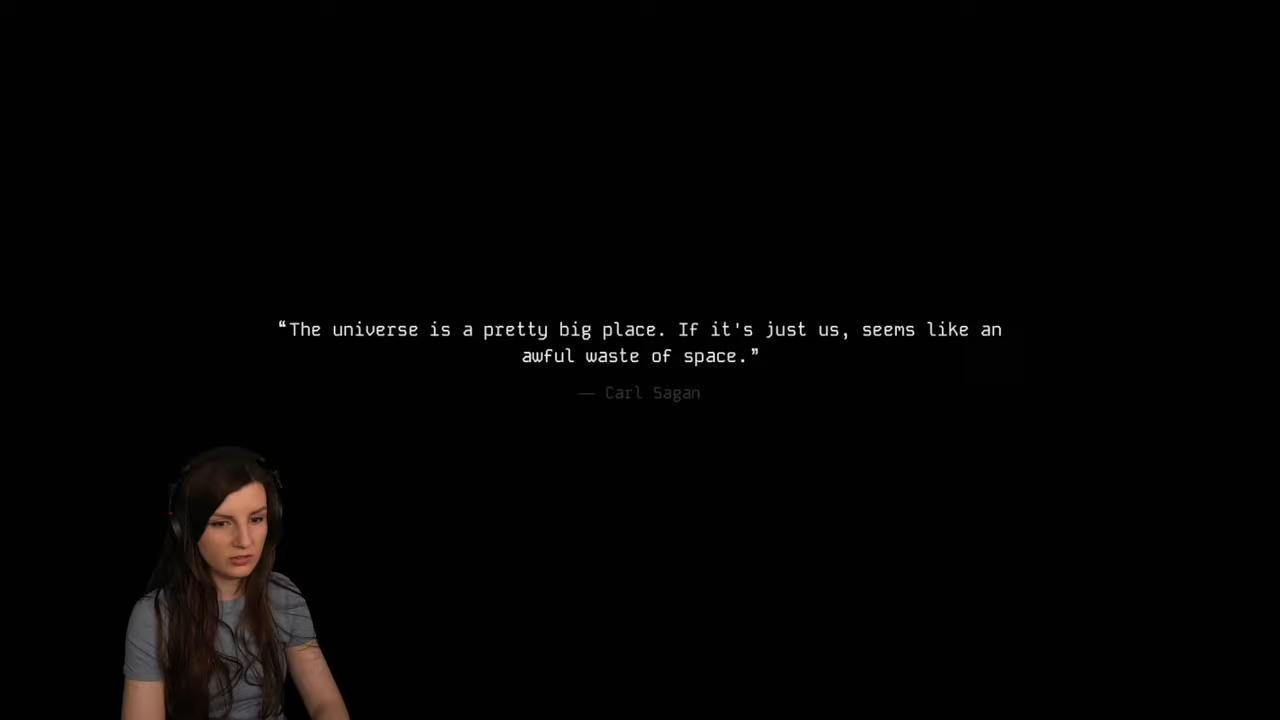 “The universe is a pretty big place. If it's just us, seems like an
awful waste of space.”
— Carl Sagan